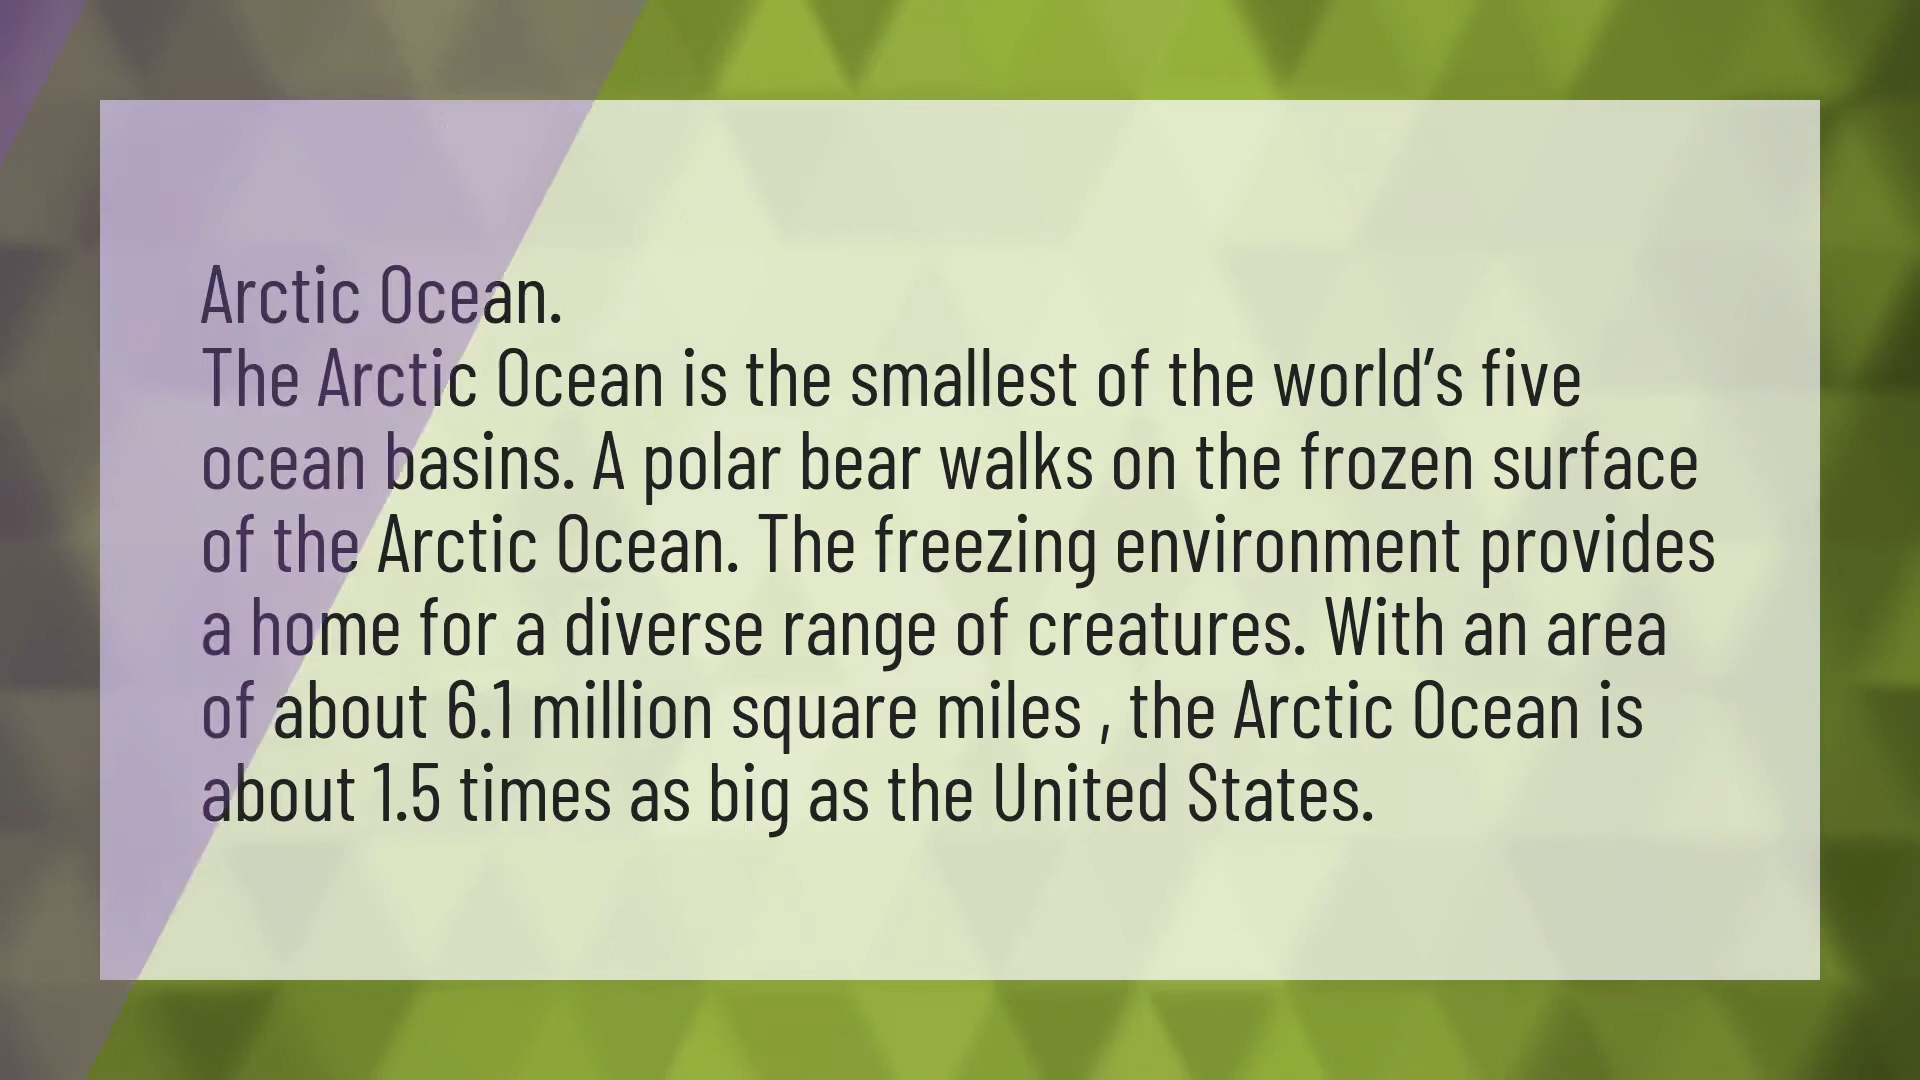 Arctic Ocean.
The Arctic Ocean is the smallest of the world’s five
ocean basins. A polar bear walks on the frozen surface
of the Arctic Ocean. The freezing environment provides
a home for a diverse range of creatures. With an area
of about 6.1 million square miles , the Arctic Ocean is
about 1.5 times as big as the United States.